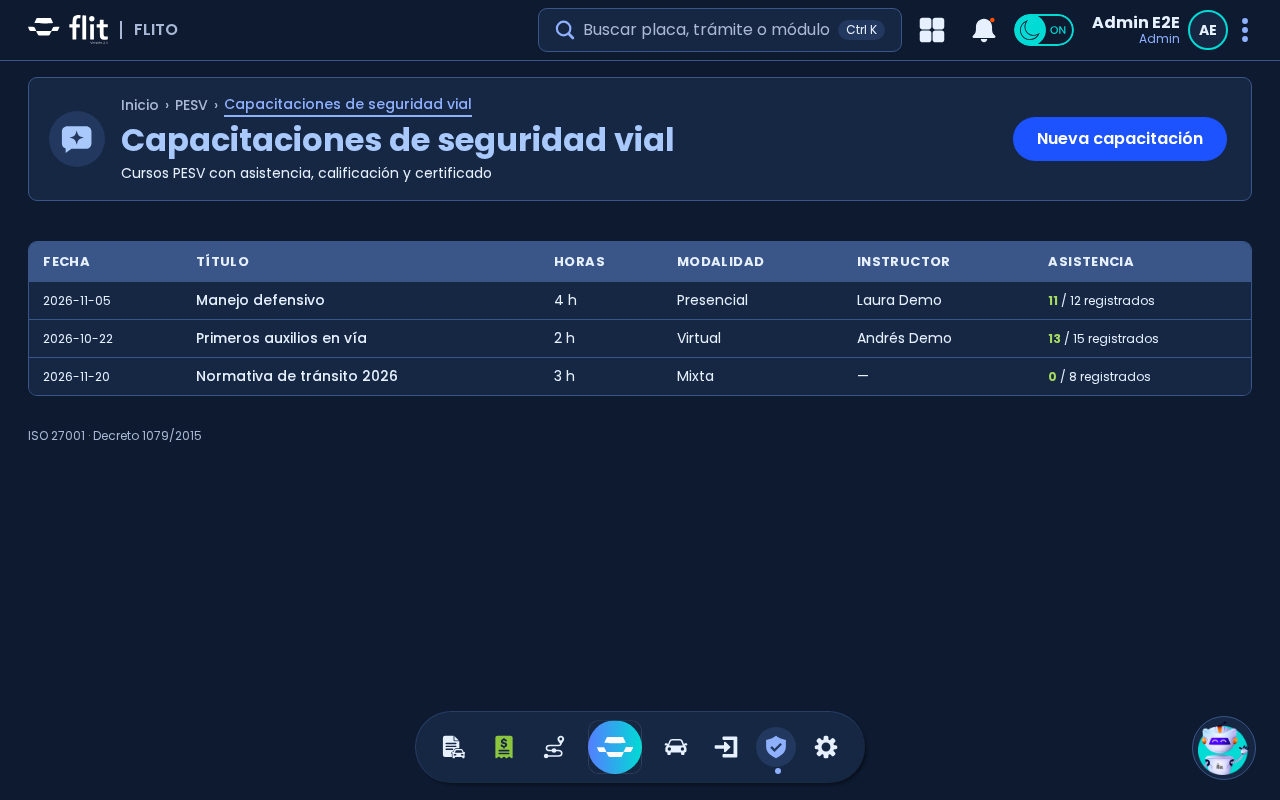 flit | FLITO
Buscar placa, trámite o módulo Ctrl K
ON
Admin E2E
Admin
AE
Inicio › PESV › Capacitaciones de seguridad vial
Capacitaciones de seguridad vial
Cursos PESV con asistencia, calificación y certificado
Nueva capacitación
FECHA TÍTULO HORAS MODALIDAD INSTRUCTOR ASISTENCIA
2026-11-05 Manejo defensivo 4 h Presencial Laura Demo 11 / 12 registrados
2026-10-22 Primeros auxilios en vía 2 h Virtual Andrés Demo 13 / 15 registrados
2026-11-20 Normativa de tránsito 2026 3 h Mixta — 0 / 8 registrados
ISO 27001 · Decreto 1079/2015